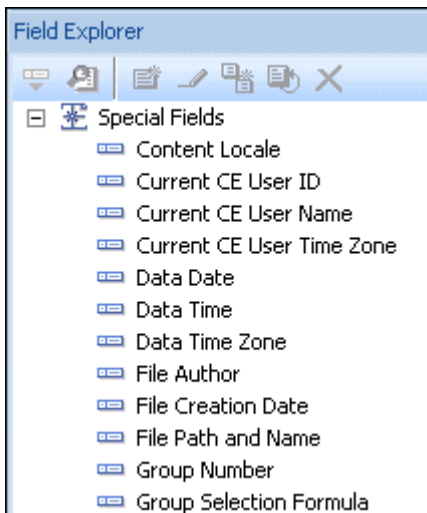 Field Explorer
Special Fields
Content Locale
Current CE User ID
Current CE User Name
Current CE User Time Zone
Data Date
Data Time
Data Time Zone
File Author
File Creation Date
File Path and Name
Group Number
Group Selection Formula